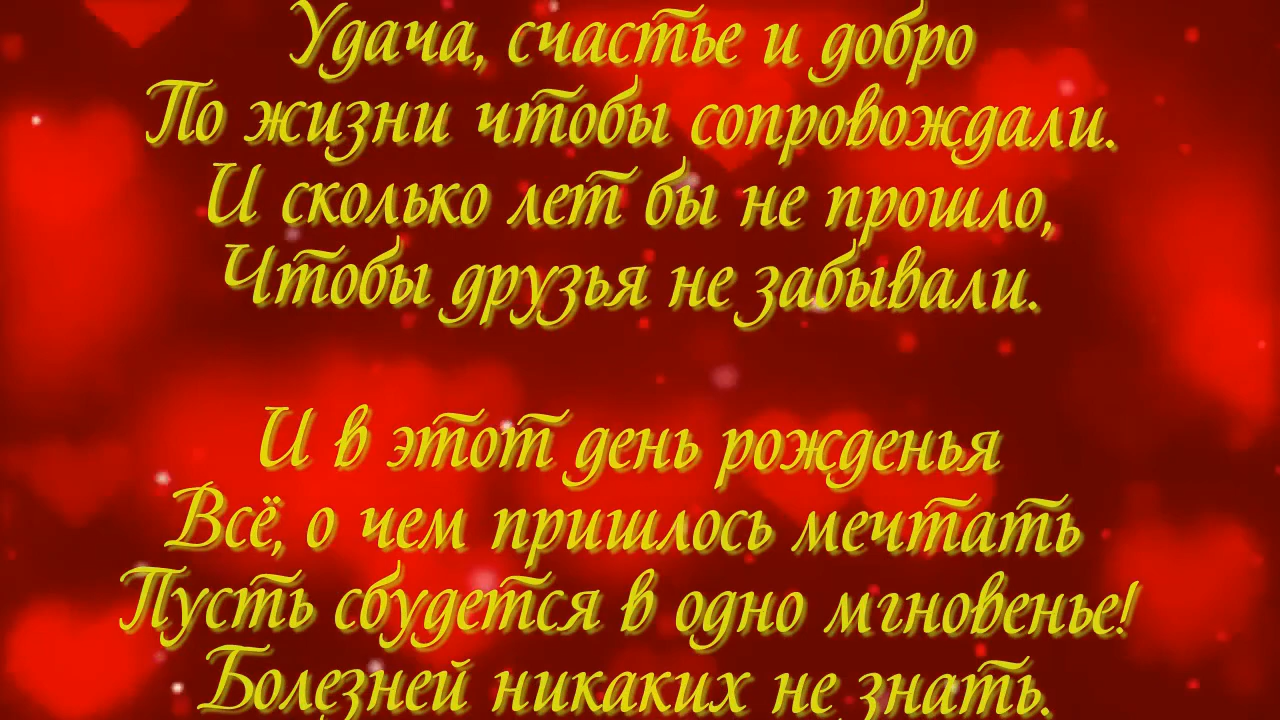 Удача, счастье и добро
По жизни чтобы сопровождали.
И сколько лет бы не прошло,
Чтобы друзья не забывали.
И в этот день рожденья
Всё, о чем пришлось мечтать
Пусть сбудется в одно мгновенье!
Болезней никаких не знать.